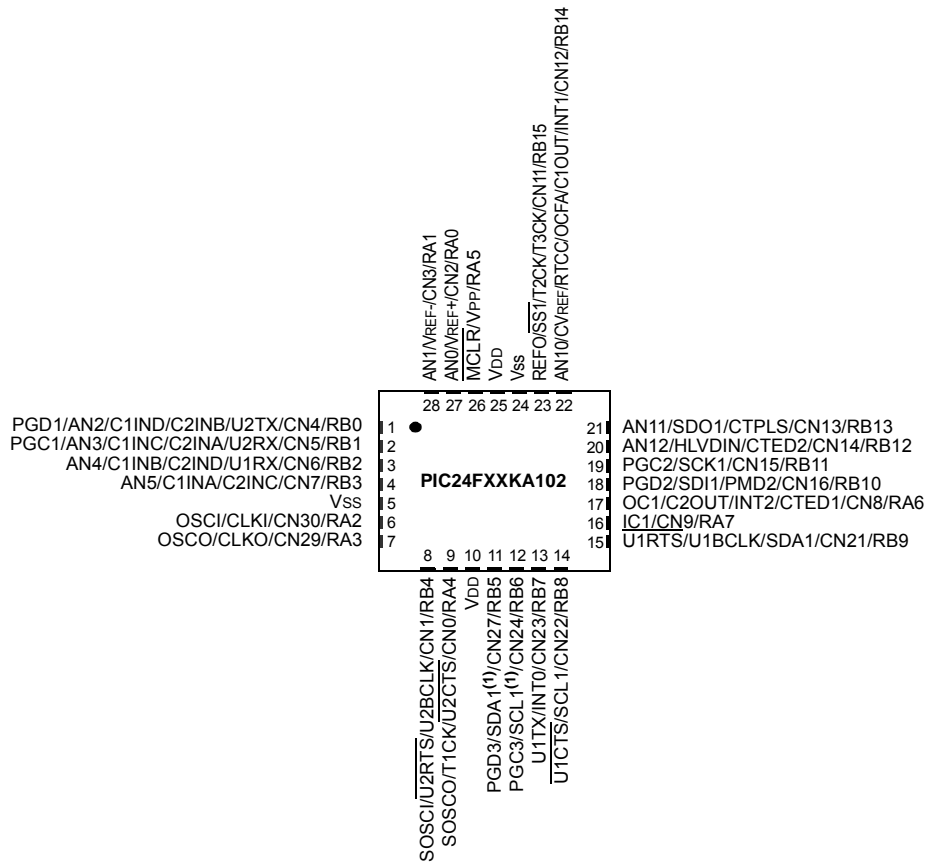 AN1/VREF-/CN3/RA1
AN0/VREF+/CN2/RA0
MCLR/VPP/RA5
VDD
VSS
REFO/SS1/T2CK/T3CK/CN11/RB15
AN10/CVREF/RTCC/OCFA/C1OUT/INT1/CN12/RB14
28 27 26 25 24 23 22
PGD1/AN2/C1IND/C2INB/U2TX/CN4/RB0 1
PGC1/AN3/C1INC/C2INA/U2RX/CN5/RB1 2
AN4/C1INB/C2IND/U1RX/CN6/RB2 3
AN5/C1INA/C2INC/CN7/RB3 4
VSS 5
OSCI/CLKI/CN30/RA2 6
OSCO/CLKO/CN29/RA3 7
PIC24FXXKA102
21 AN11/SDO1/CTPLS/CN13/RB13
20 AN12/HLVDIN/CTED2/CN14/RB12
19 PGC2/SCK1/CN15/RB11
18 PGD2/SDI1/PMD2/CN16/RB10
17 OC1/C2OUT/INT2/CTED1/CN8/RA6
16 IC1/CN9/RA7
15 U1RTS/U1BCLK/SDA1/CN21/RB9
8 9 10 11 12 13 14
SOSCI/U2RTS/U2BCLK/CN1/RB4
SOSCO/T1CK/U2CTS/CN0/RA4
VDD
PGD3/SDA1(1)/CN27/RB5
PGC3/SCL1(1)/CN24/RB6
U1TX/INT0/CN23/RB7
U1CTS/SCL1/CN22/RB8